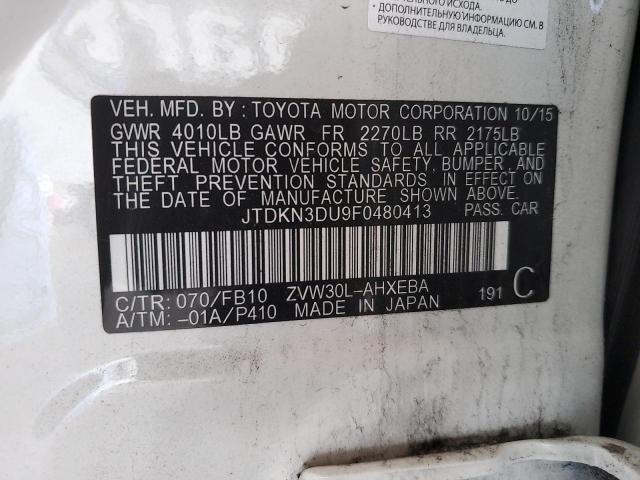 ТЕЛЬНОГО ИСХОДА.
• ДОПОЛНИТЕЛЬНУЮ ИНФОРМАЦИЮ СМ. В
РУКОВОДСТВЕ ДЛЯ ВЛАДЕЛЬЦА.
VEH. MFD. BY : TOYOTA MOTOR CORPORATION 10/15
GVWR 4010LB GAWR FR 2270LB RR 2175LB
THIS VEHICLE CONFORMS TO ALL APPLICABLE
FEDERAL MOTOR VEHICLE SAFETY, BUMPER, AND
THEFT PREVENTION STANDARDS IN EFFECT ON
THE DATE OF MANUFACTURE SHOWN ABOVE.
JTDKN3DU9F0480413 PASS. CAR
C/TR: 070/FB10 ZVW30L-AHXEBA 191 C
A/TM: -01A/P410 MADE IN JAPAN